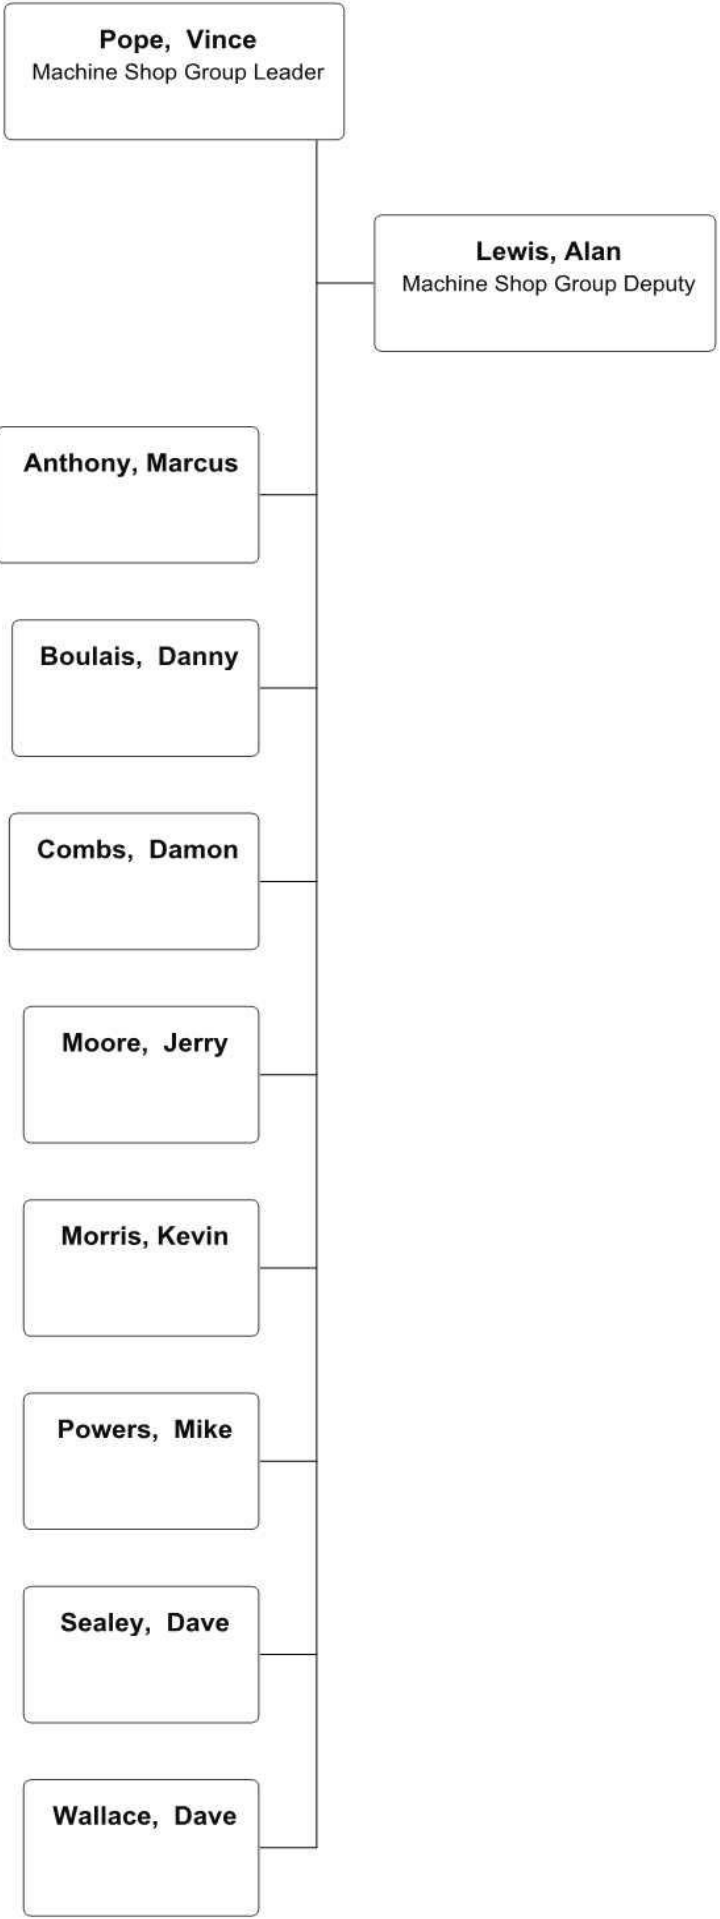 Pope, Vince
Machine Shop Group Leader
Lewis, Alan
Machine Shop Group Deputy
Anthony, Marcus
Boulais, Danny
Combs, Damon
Moore, Jerry
Morris, Kevin
Powers, Mike
Sealey, Dave
Wallace, Dave